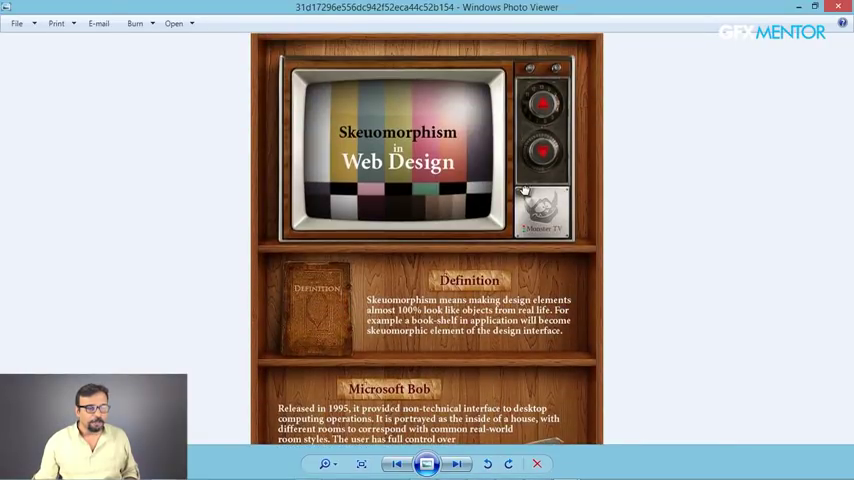 31d17296e556dc942f52eca44c52b154 - Windows Photo Viewer
File Print E-mail Burn Open
GFXMENTOR
Skeuomorphism
in
Web Design
Monster TV
DEFINITION
Definition
Skeuomorphism means making design elements
almost 100% look like objects from real life. For
example a book-shelf in application will become
skeuomorphic element of the design interface.
Microsoft Bob
Released in 1995, it provided non-technical interface to desktop
computing operations. It is portrayed as the inside of a house, with
different rooms to correspond with common real-world
room styles. The user has full control over